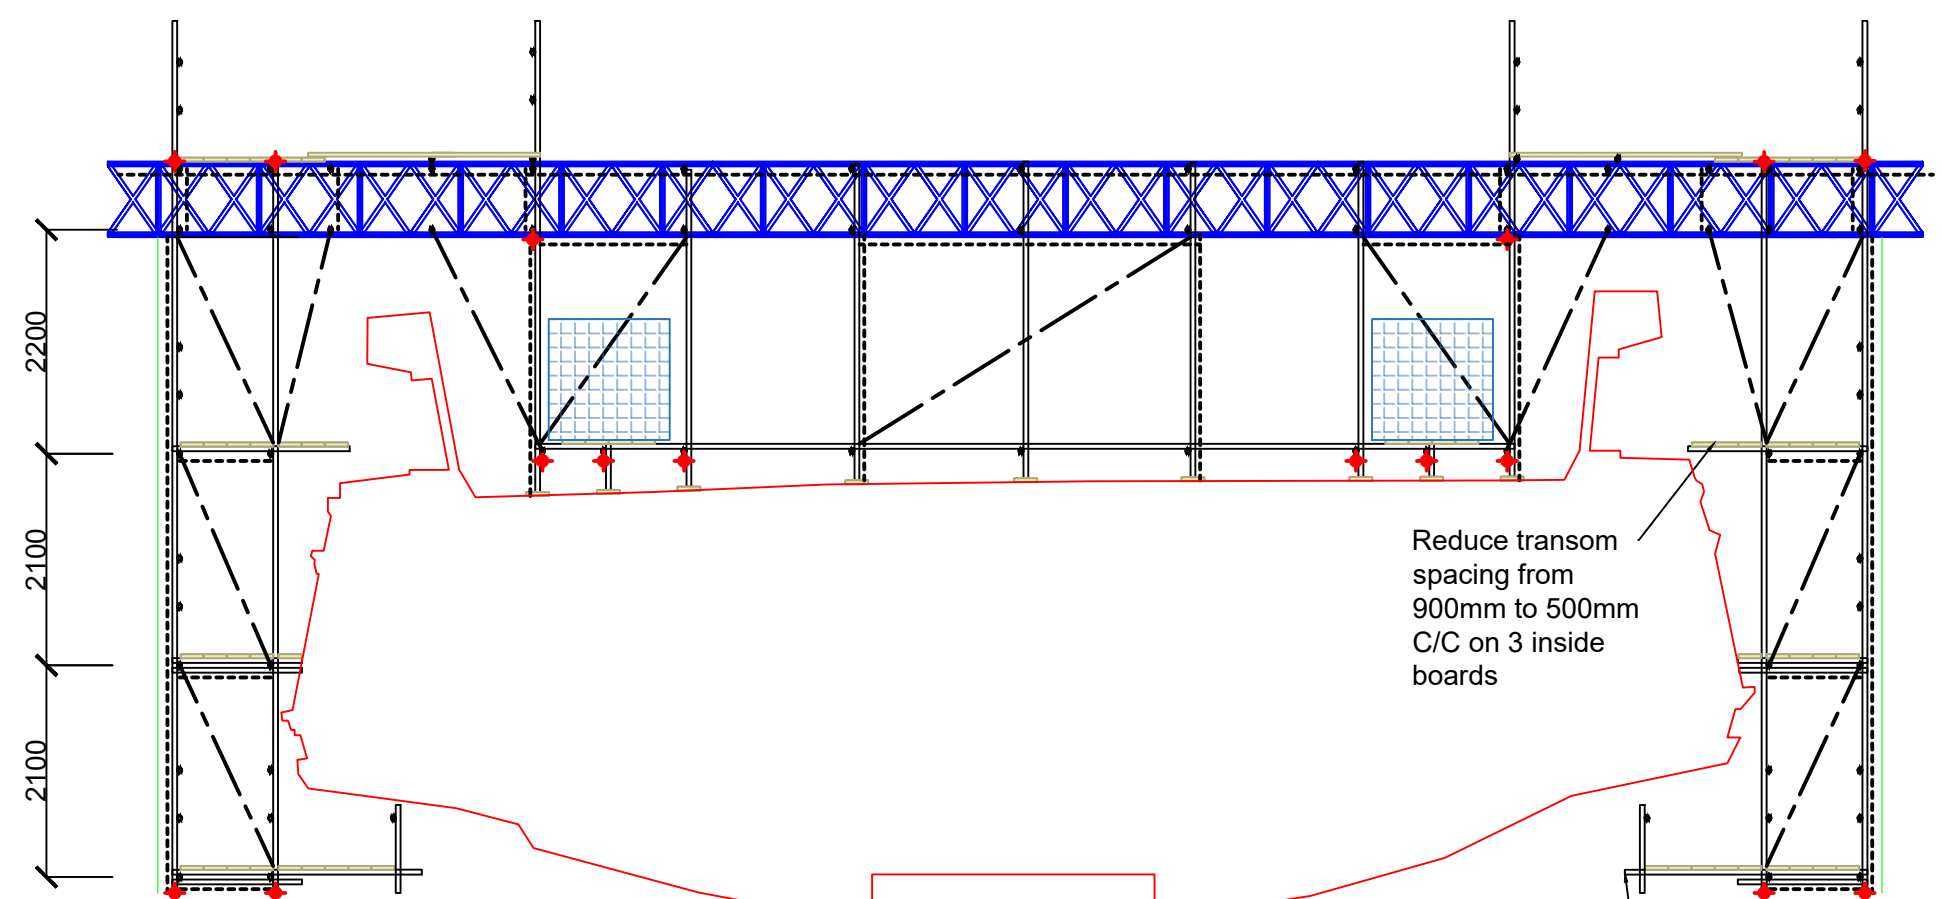 2200
2100
2100
Reduce transom
spacing from
900mm to 500mm
C/C on 3 inside
boards